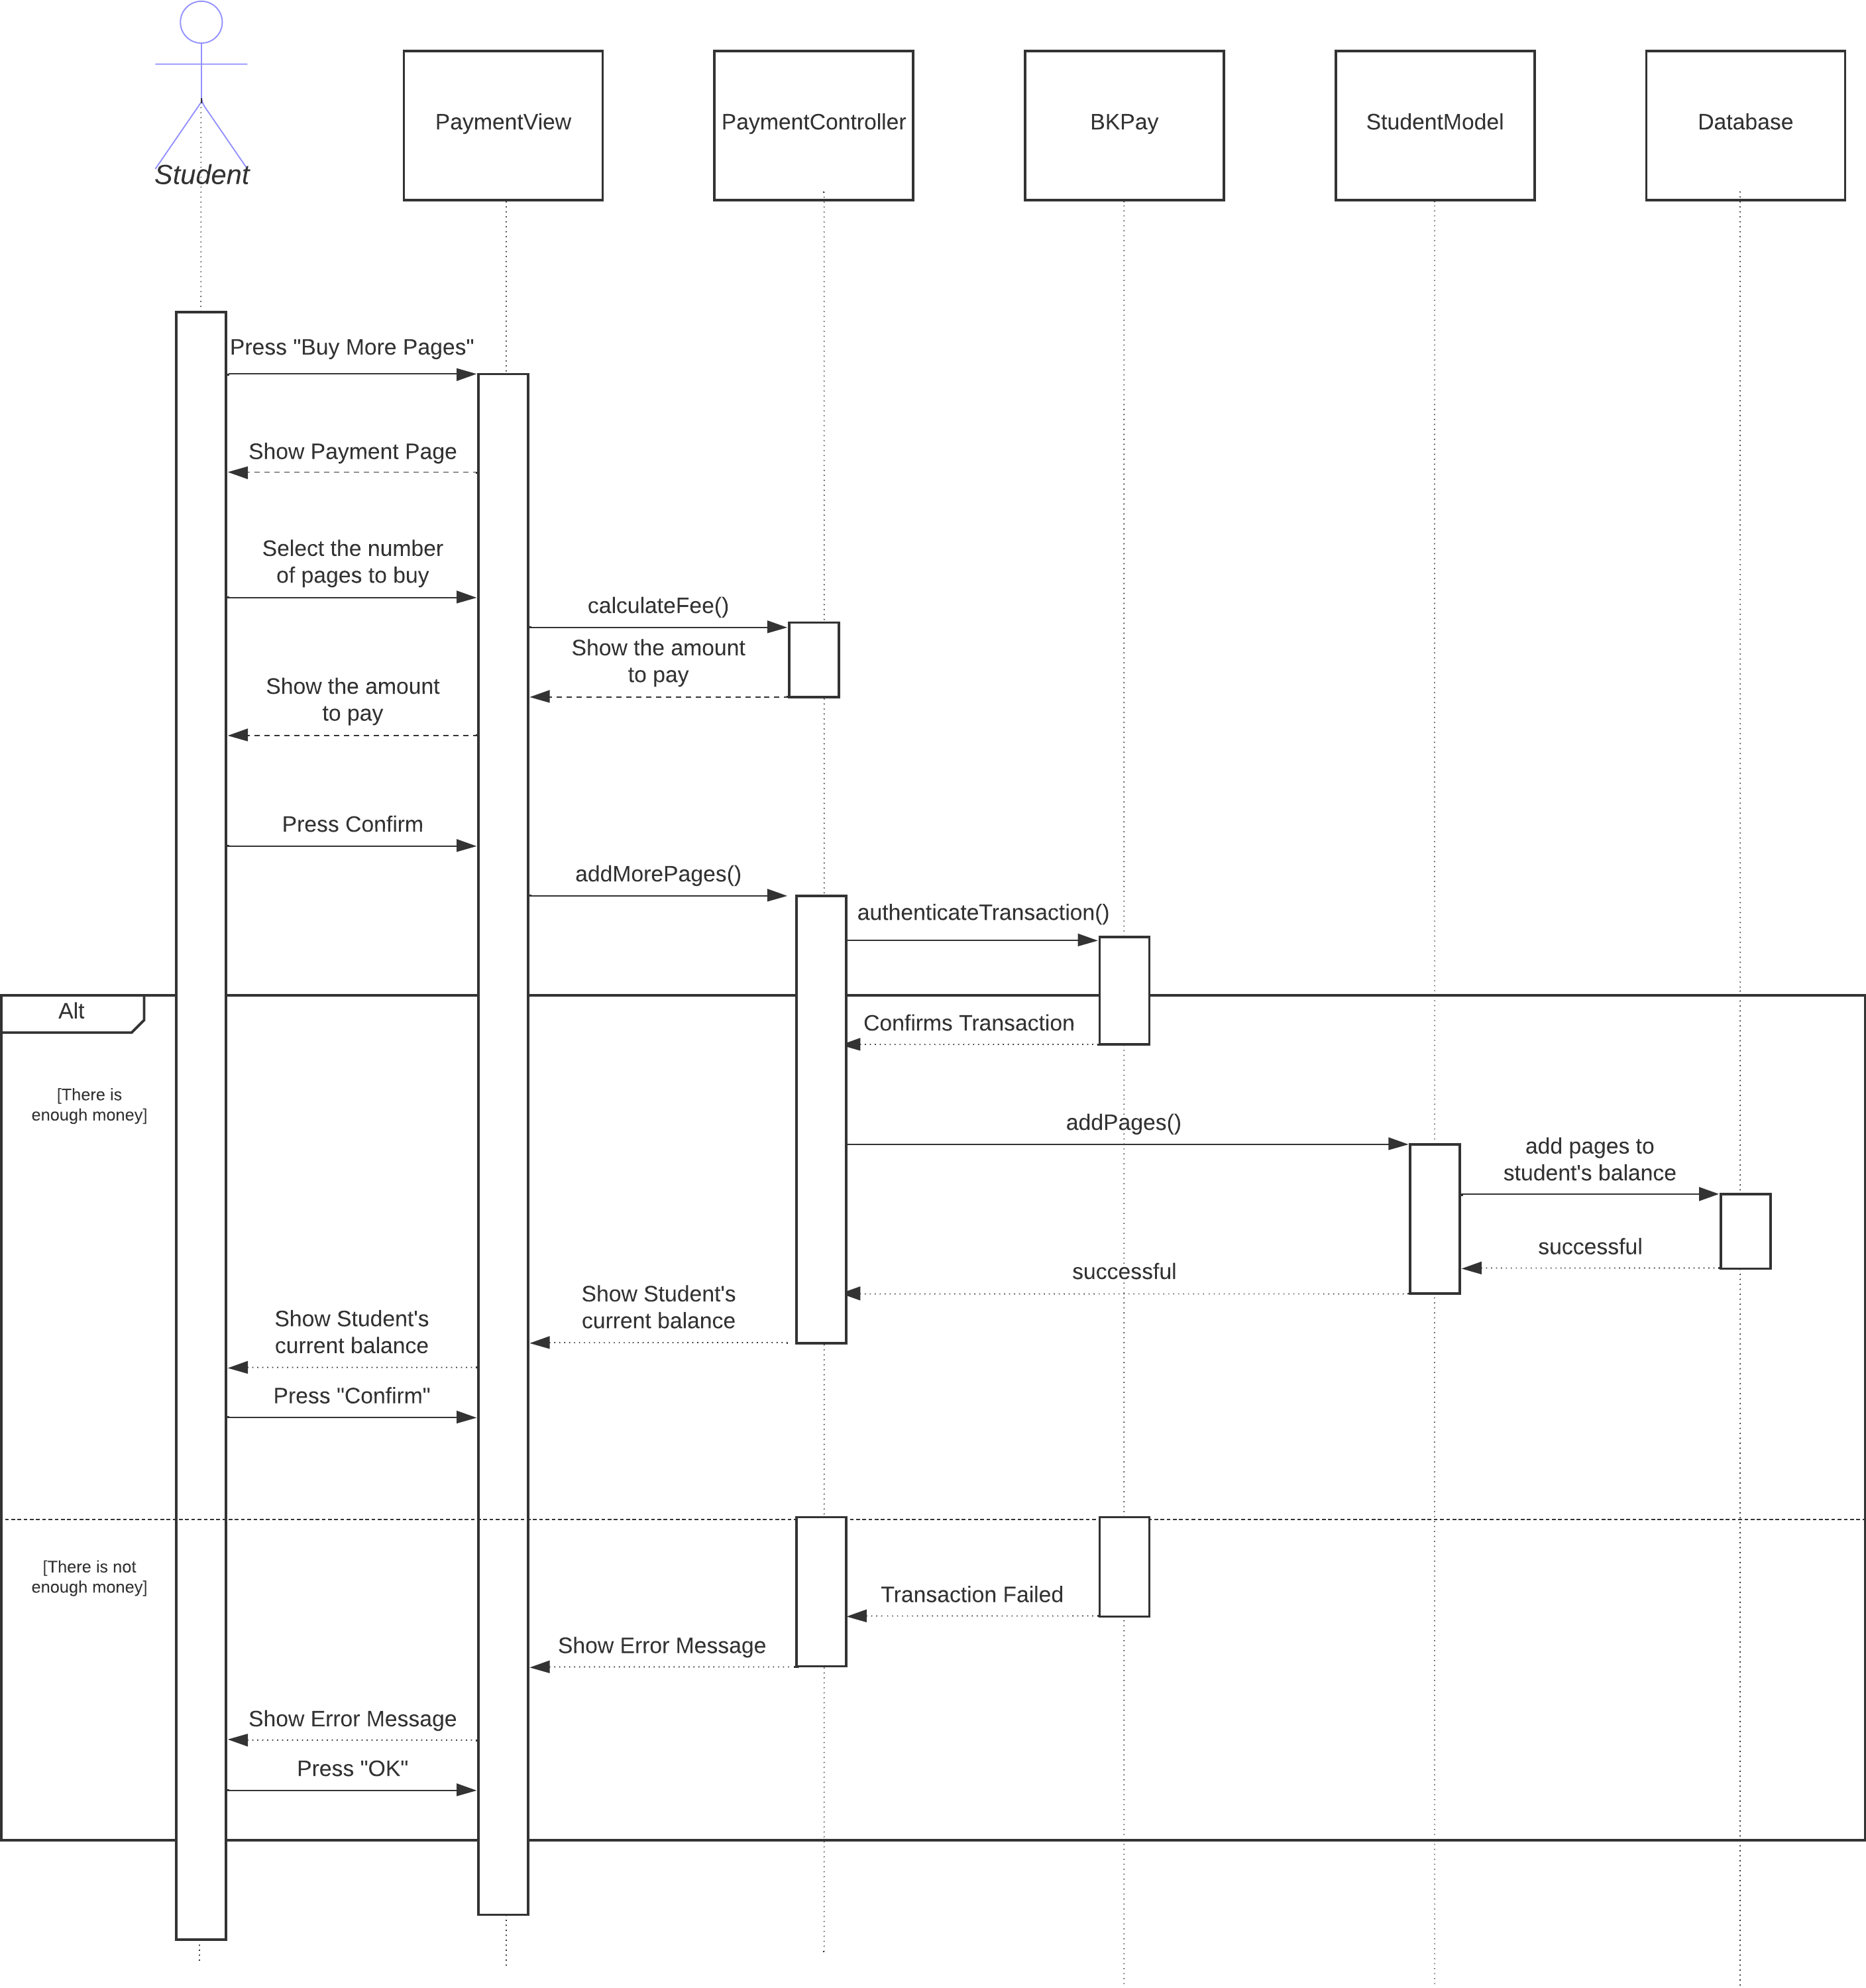 Student
PaymentView
PaymentController
BKPay
StudentModel
Database
Press "Buy More Pages"
Show Payment Page
Select the number
of pages to buy
calculateFee()
Show the amount
to pay
Show the amount
to pay
Press Confirm
addMorePages()
authenticateTransaction()
Alt
Confirms Transaction
[There is
enough money]
addPages()
add pages to
student's balance
successful
successful
Show Student's
current balance
Show Student's
current balance
Press "Confirm"
[There is not
enough money]
Transaction Failed
Show Error Message
Show Error Message
Press "OK"